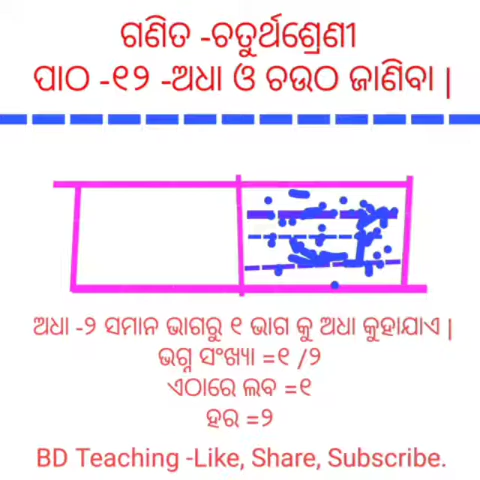 ଗଣିତ -ଚତୁର୍ଥଶ୍ରେଣୀ
ପାଠ -୧୨ -ଅଧା ଓ ଚଉଠ ଜାଣିବା |
ଅଧା -୨ ସମାନ ଭାଗରୁ ୧ ଭାଗ କୁ ଅଧା କୁହାଯାଏ |
ଭଗ୍ନ ସଂଖ୍ୟା =୧ /୨
ଏଠାରେ ଲବ =୧
ହର =୨
BD Teaching -Like, Share, Subscribe.